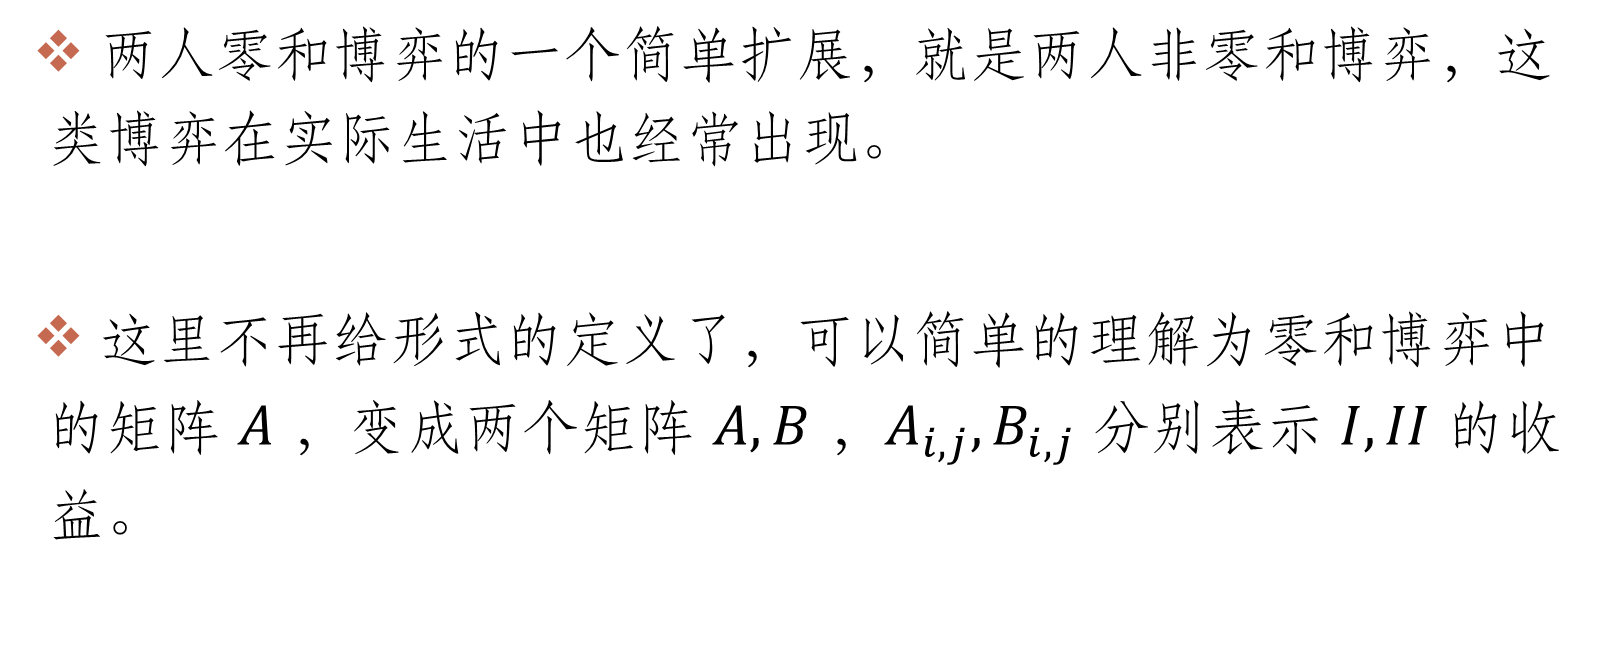 ❖ 两人零和博弈的一个简单扩展，就是两人非零和博弈，这
类博弈在实际生活中也经常出现。
❖ 这里不再给形式的定义了，可以简单的理解为零和博弈中
的矩阵 A ，变成两个矩阵 A,B ，A_{i,j},B_{i,j} 分别表示 I,II 的收
益。